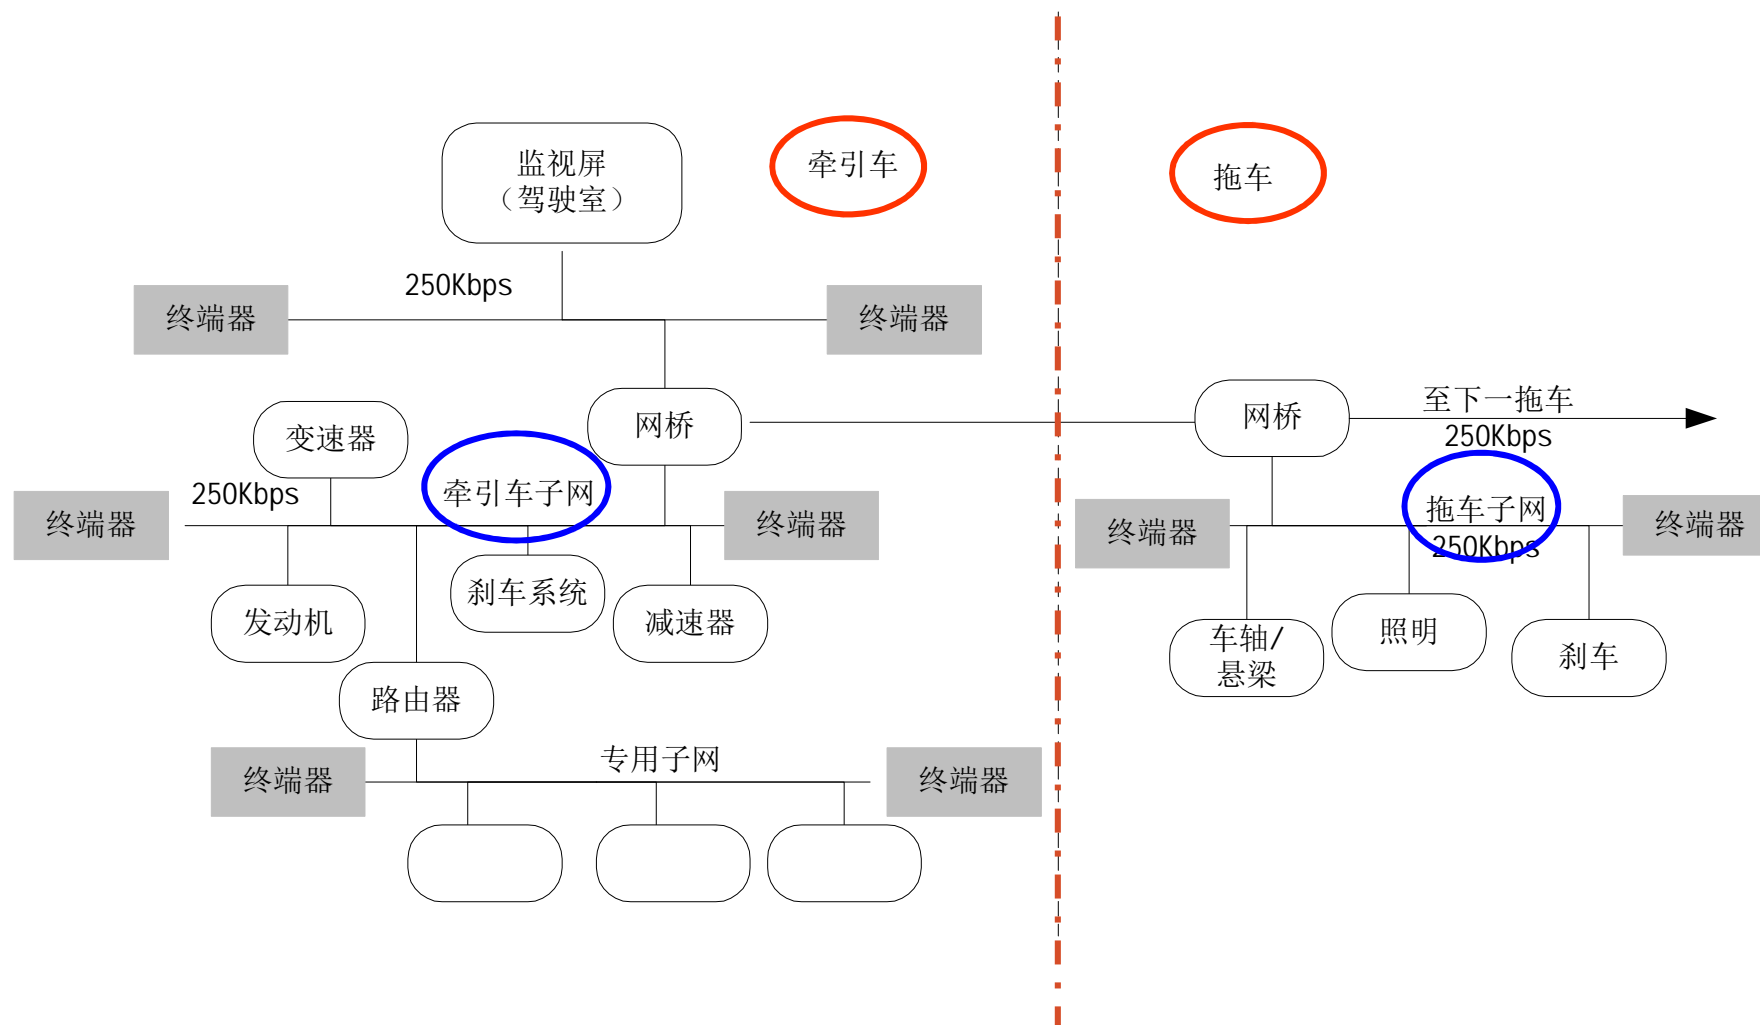 监视屏
（驾驶室）
牵引车
拖车
250Kbps
终端器
终端器
变速器
网桥
网桥
至下一拖车
250Kbps
250Kbps
牵引车子网
终端器
终端器
终端器
拖车子网
250Kbps
终端器
发动机
刹车系统
减速器
车轴/
悬梁
照明
刹车
路由器
专用子网
终端器
终端器